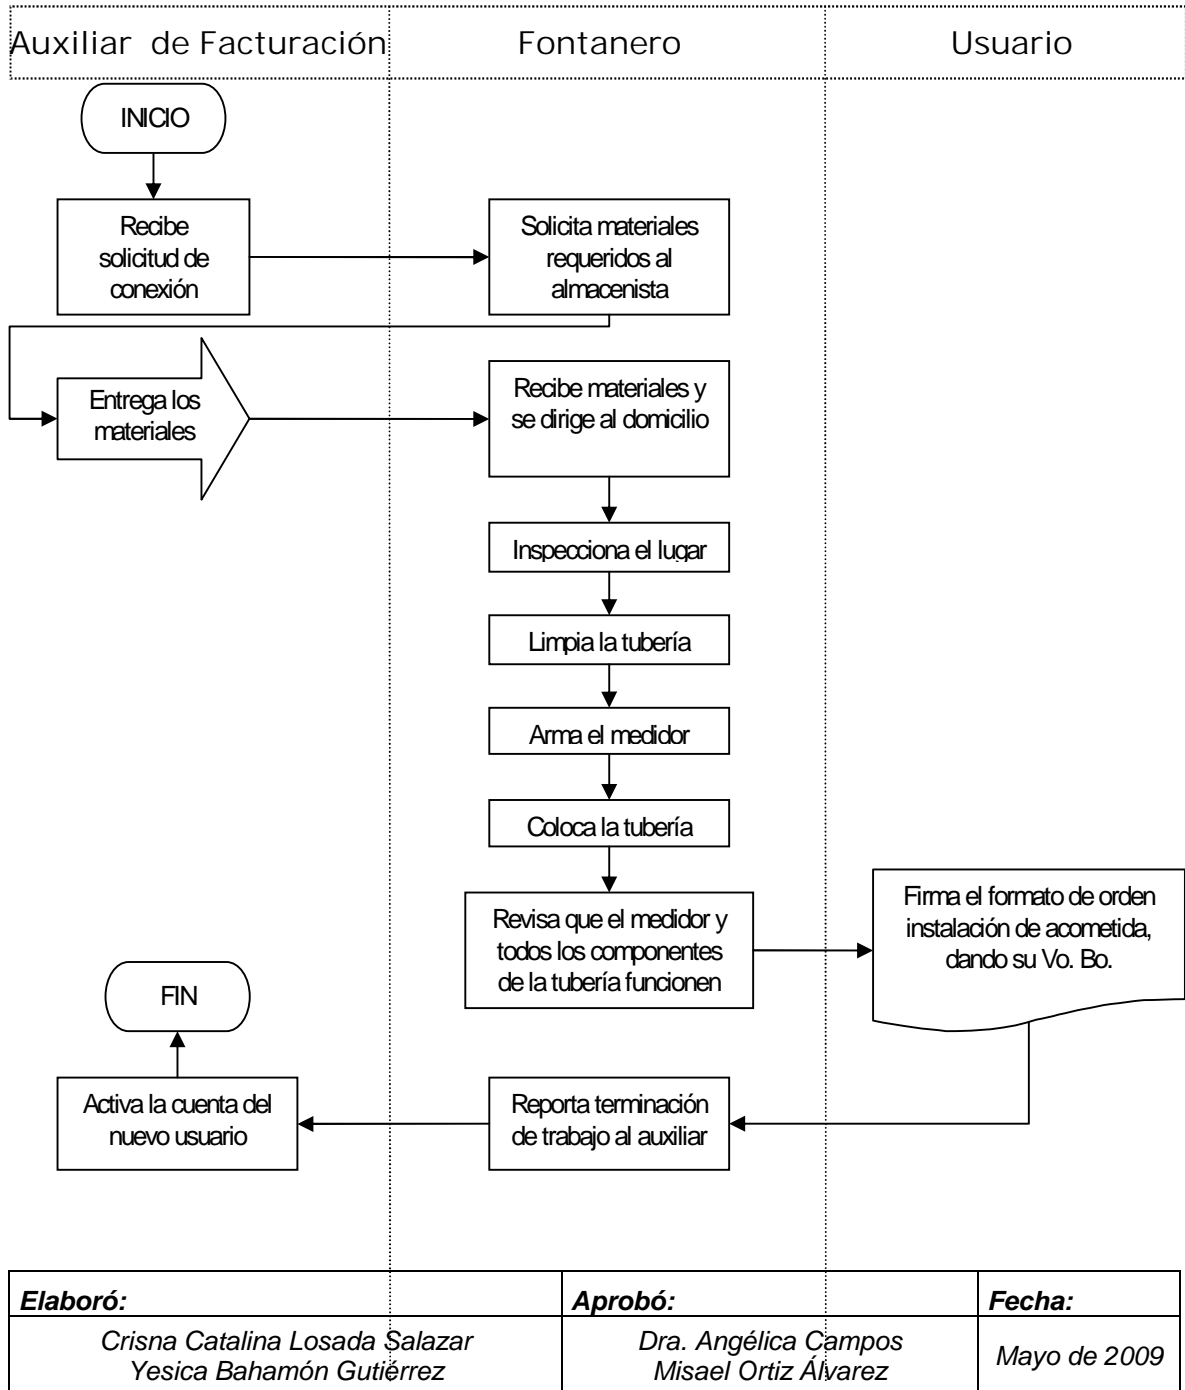 Auxiliar de Facturación
Fontanero
Usuario
INICIO
Recibe
solicitud de
conexión
Solicita materiales
requeridos al
almacenista
Entrega los
materiales
Recibe materiales y
se dirige al domicilio
Inspecciona el lugar
Limpia la tubería
Arma el medidor
Coloca la tubería
Revisa que el medidor y
todos los componentes
de la tubería funcionen
Firma el formato de orden
instalación de acometida,
dando su Vo. Bo.
Reporta terminación
de trabajo al auxiliar
Activa la cuenta del
nuevo usuario
FIN
Elaboró:
Crisna Catalina Losada Salazar
Yesica Bahamón Gutiérrez
Aprobó:
Dra. Angélica Campos
Misael Ortiz Álvarez
Fecha:
Mayo de 2009